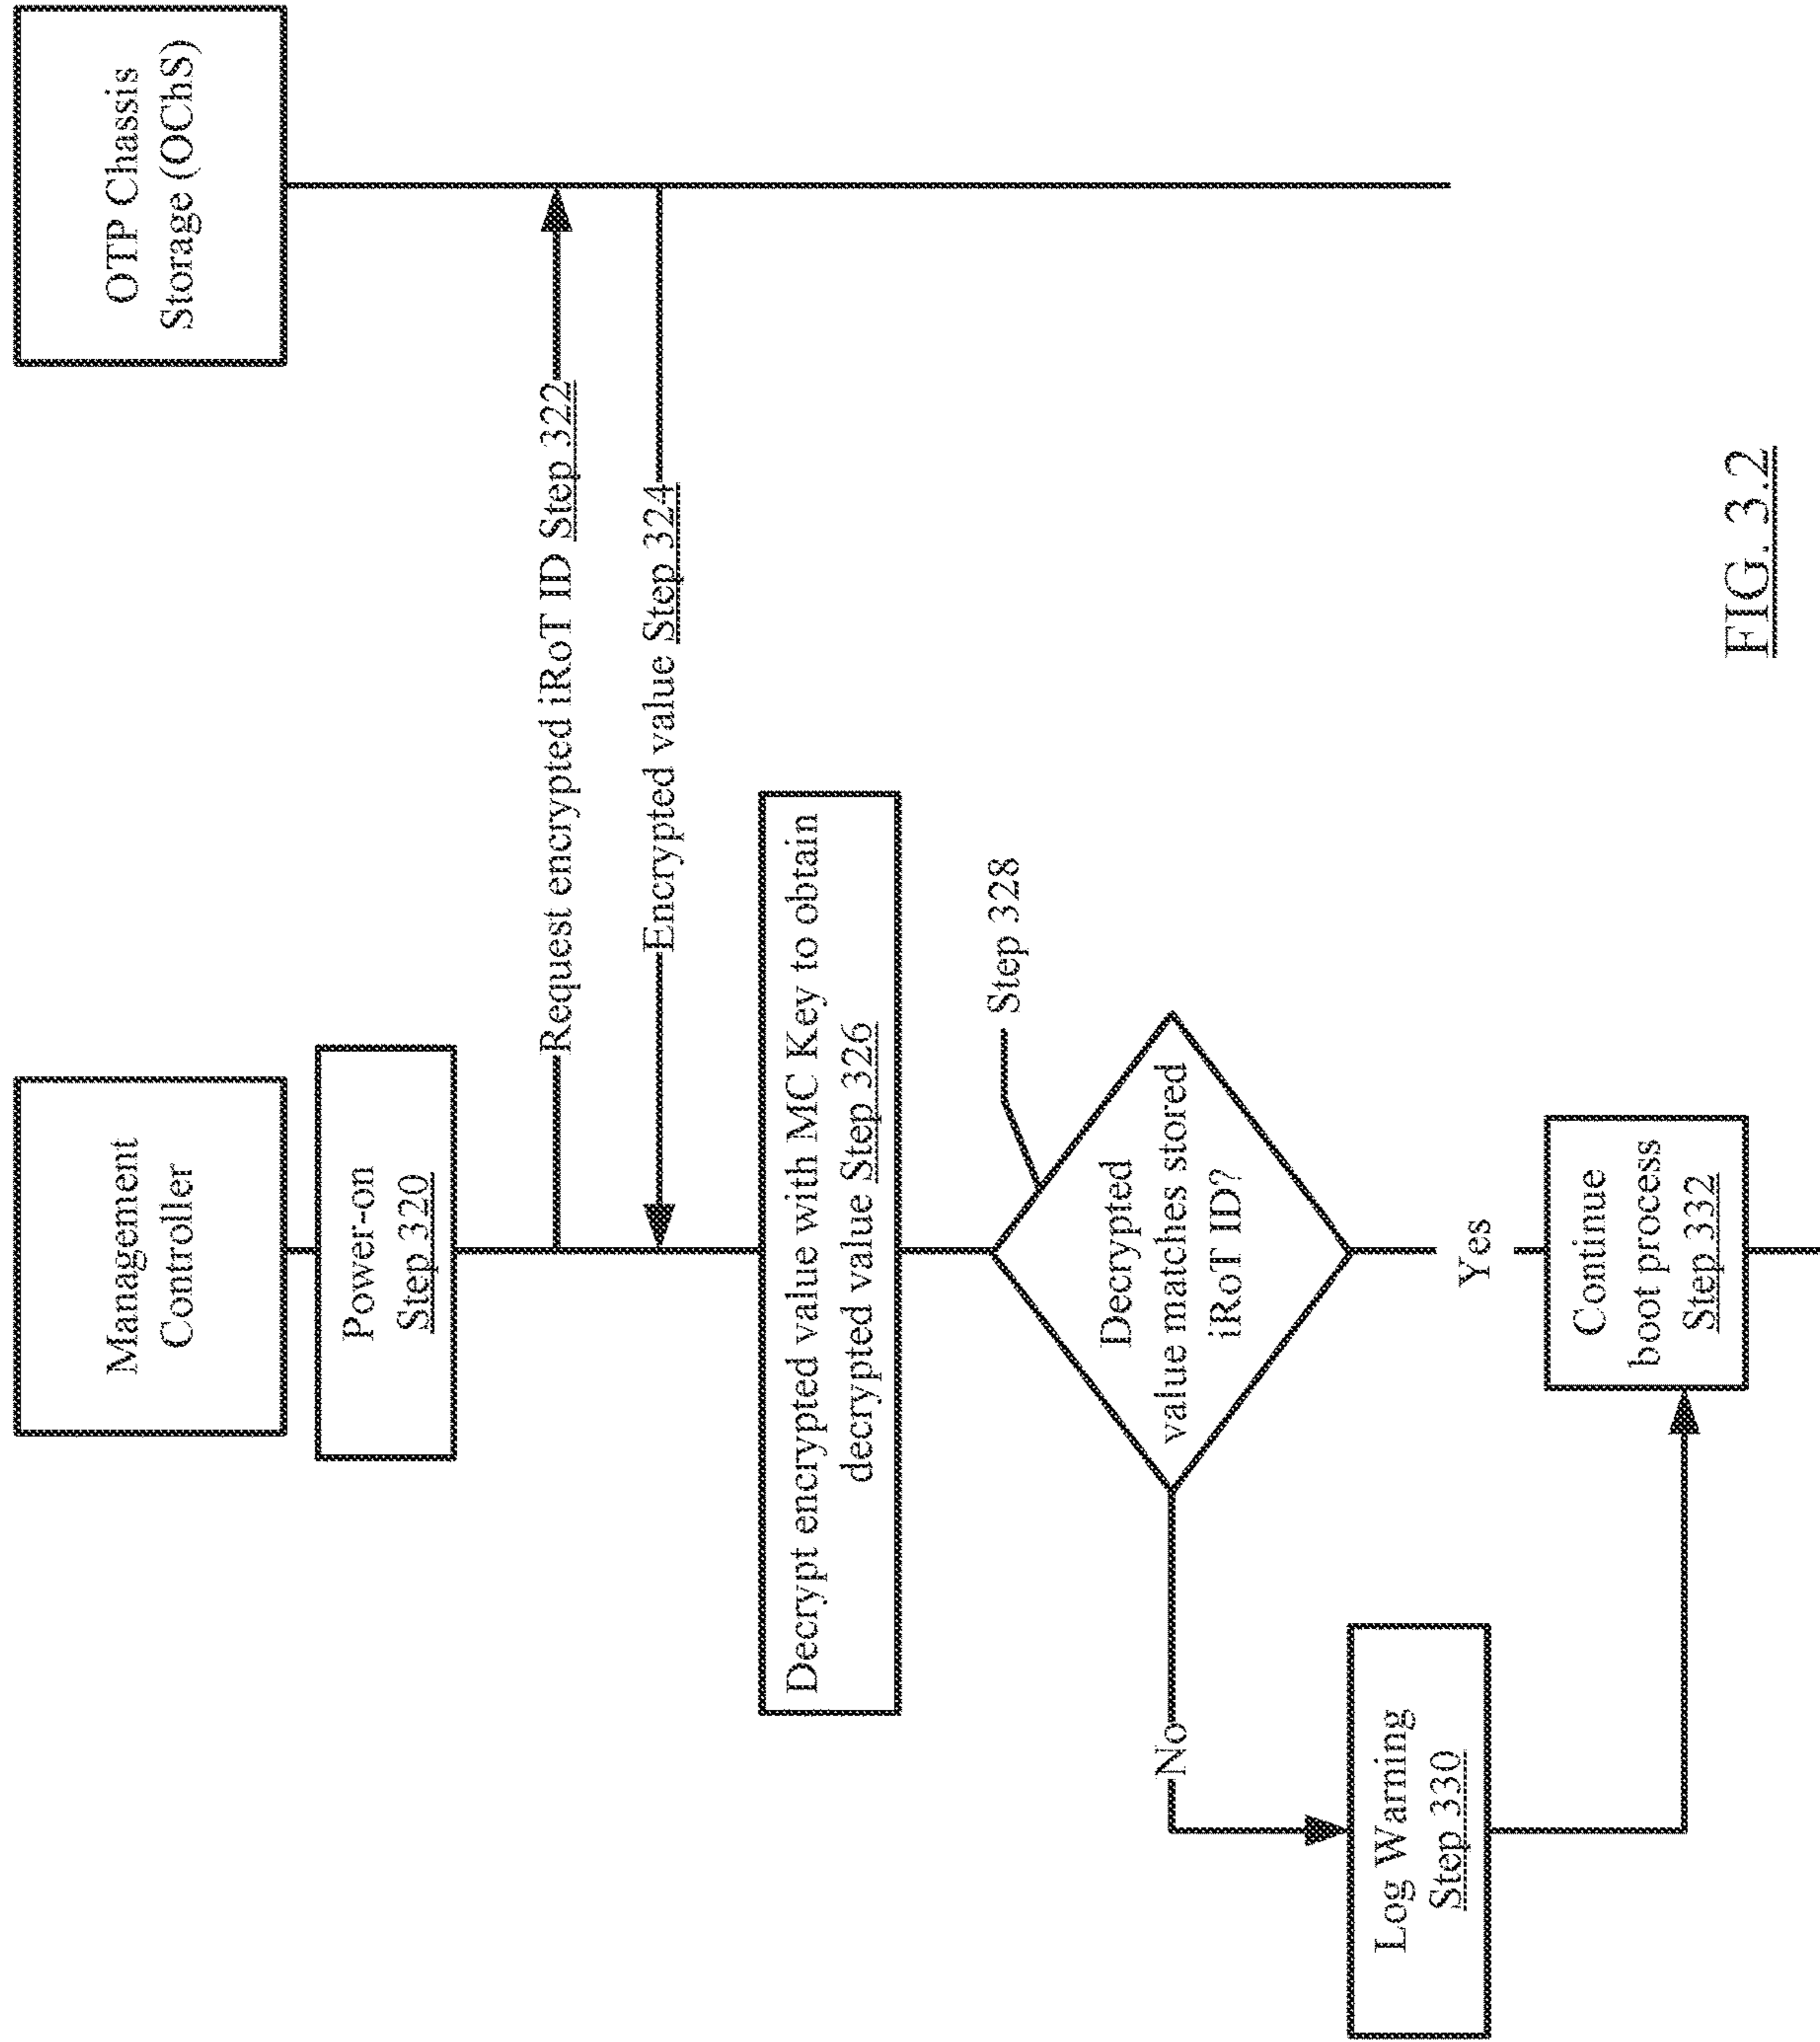 Management
Controller
OTP Chassis
Storage (OChS)
Power-on
Step 320
Request encrypted iRoT ID Step 322
Encrypted value Step 324
Decrypt encrypted value with MC Key to obtain
decrypted value Step 326
Step 328
Decrypted
value matches stored
iRoT ID?
No
Yes
Log Warning
Step 330
Continue
boot process
Step 332
FIG. 3.2